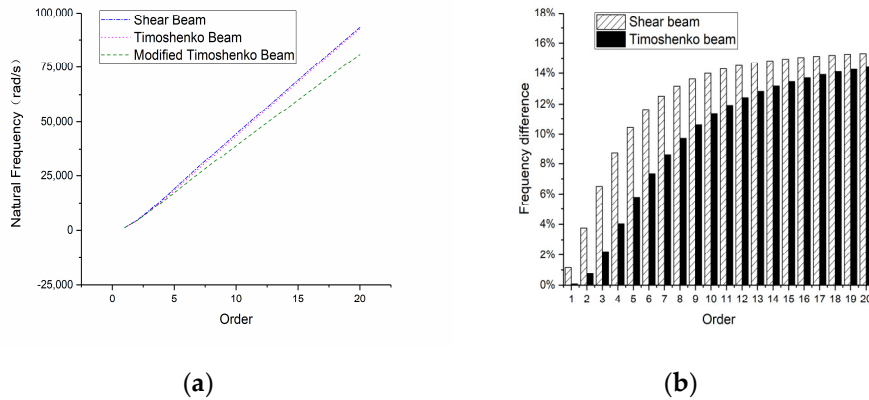 Shear Beam
Timoshenko Beam
Modified Timoshenko Beam
100,000
75,000
50,000
25,000
0
-25,000
Natural Frequency（rad/s）
0 5 10 15 20
Order
(a)
Shear beam
Timoshenko beam
18%
16%
14%
12%
10%
8%
6%
4%
2%
0%
Frequency difference
1 2 3 4 5 6 7 8 9 10 11 12 13 14 15 16 17 18 19 20
Order
(b)